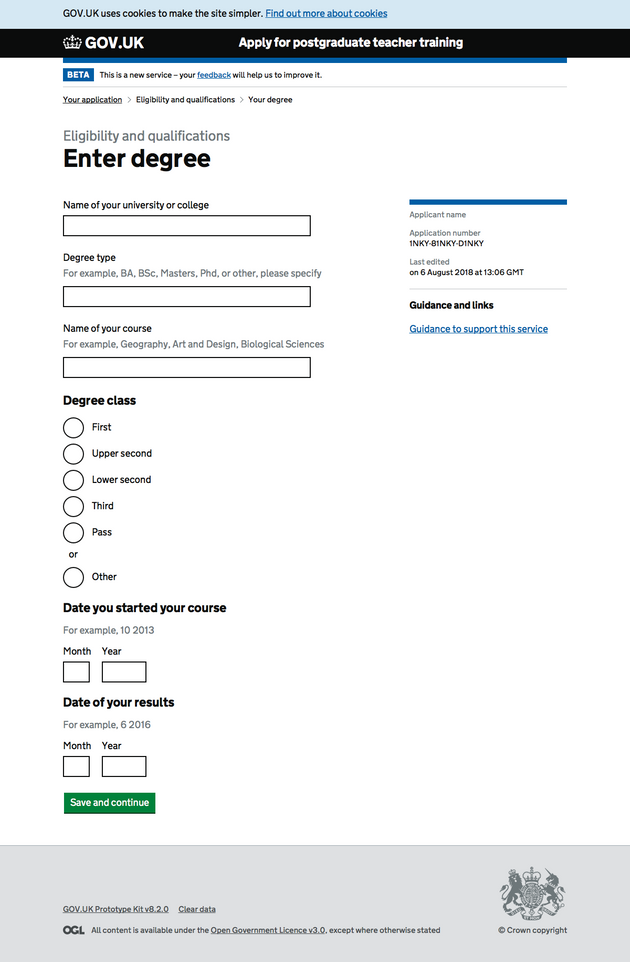 GOV.UK uses cookies to make the site simpler. Find out more about cookies
GOV.UK Apply for postgraduate teacher training
BETA This is a new service – your feedback will help us to improve it.
Your application > Eligibility and qualifications > Your degree
Eligibility and qualifications
Enter degree
Name of your university or college
Degree type
For example, BA, BSc, Masters, Phd, or other, please specify
Name of your course
For example, Geography, Art and Design, Biological Sciences
Degree class
First
Upper second
Lower second
Third
Pass
or
Other
Date you started your course
For example, 10 2013
Month Year
Date of your results
For example, 6 2016
Month Year
Save and continue
Applicant name
Application number
1NKY-81NKY-D1NKY
Last edited
on 6 August 2018 at 13:06 GMT
Guidance and links
Guidance to support this service
GOV.UK Prototype Kit v8.2.0 Clear data
OGL All content is available under the Open Government Licence v3.0, except where otherwise stated
© Crown copyright